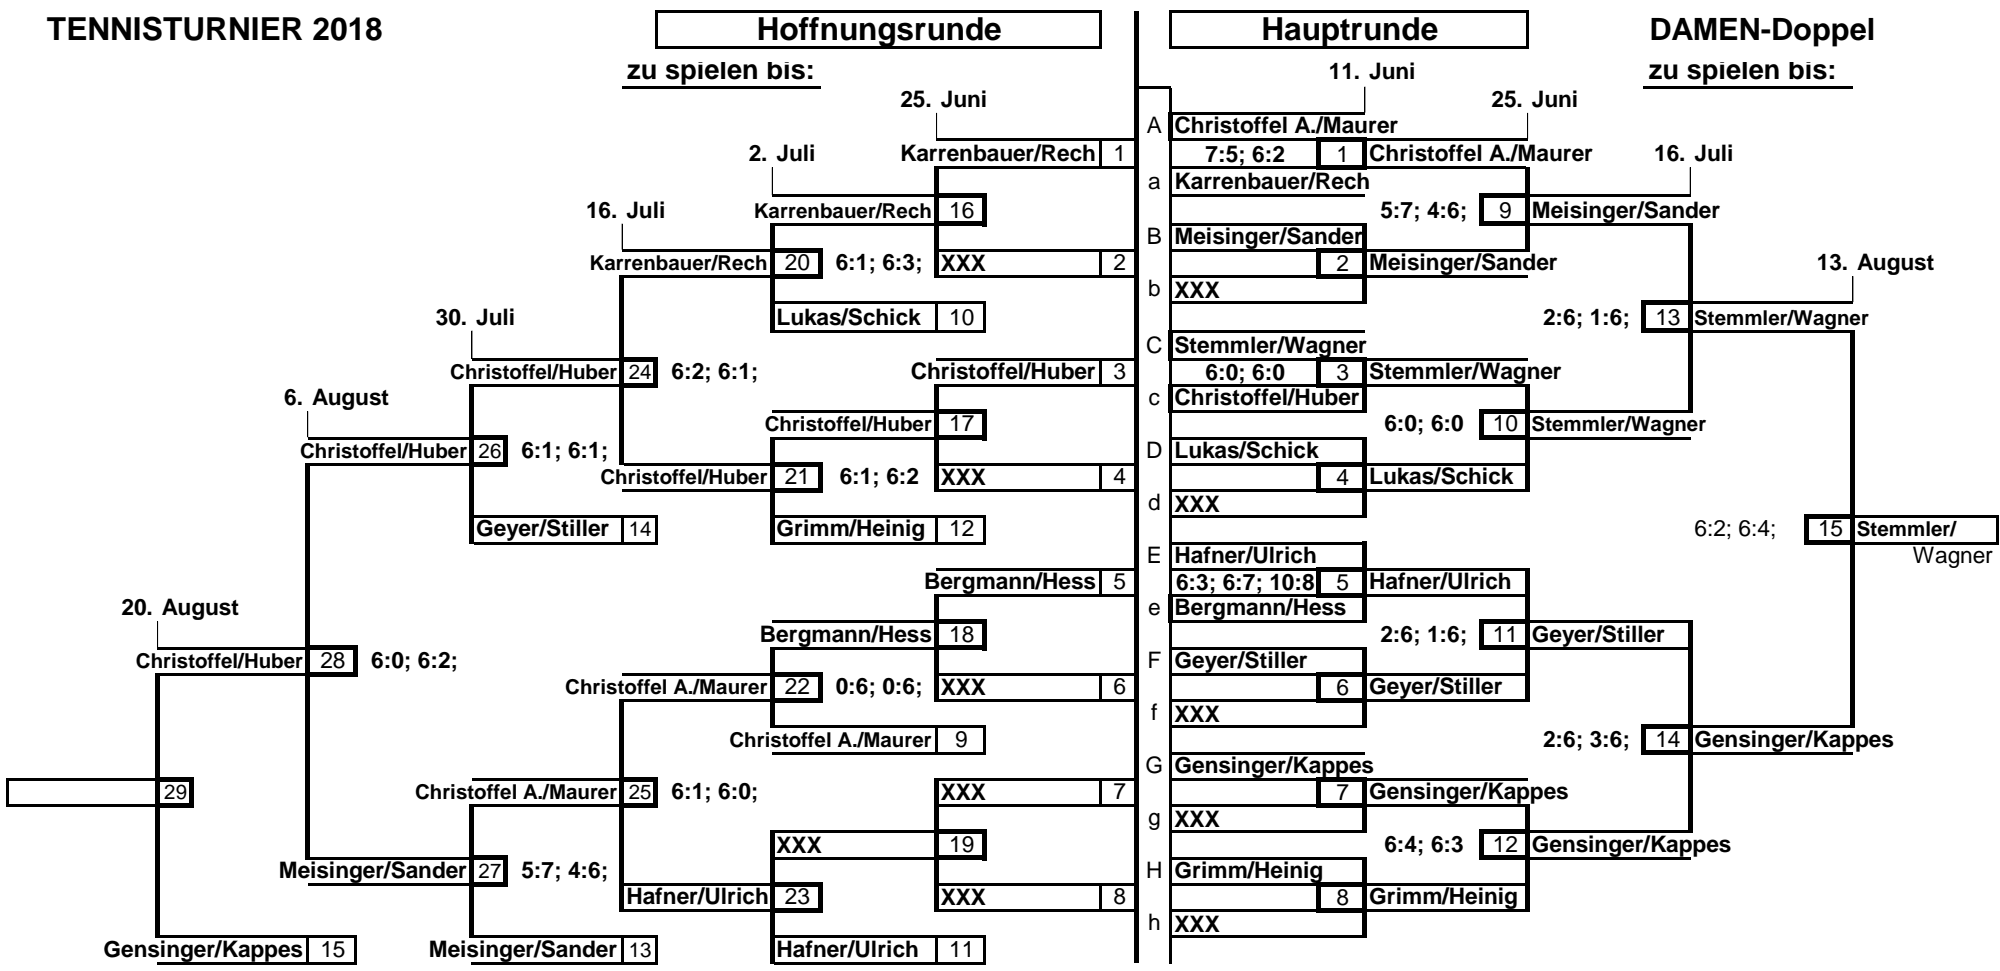 TENNISTURNIER 2018 Hoffnungsrunde Hauptrunde DAMEN-Doppel
zu spielen bis: 11. Juni zu spielen bis:
25. Juni 25. Juni
A Christoffel A./Maurer
2. Juli Karrenbauer/Rech 1 7:5; 6:2 1 Christoffel A./Maurer 16. Juli
a Karrenbauer/Rech
16. Juli Karrenbauer/Rech 16 5:7; 4:6; 9 Meisinger/Sander
B Meisinger/Sander
Karrenbauer/Rech 20 6:1; 6:3; XXX 2 2 Meisinger/Sander 13. August
b XXX
30. Juli Lukas/Schick 10 2:6; 1:6; 13 Stemmler/Wagner
C Stemmler/Wagner
Christoffel/Huber 24 6:2; 6:1; Christoffel/Huber 3 6:0; 6:0 3 Stemmler/Wagner
6. August c Christoffel/Huber
Christoffel/Huber 17 6:0; 6:0 10 Stemmler/Wagner
Christoffel/Huber 26 6:1; 6:1; D Lukas/Schick
Christoffel/Huber 21 6:1; 6:2 XXX 4 4 Lukas/Schick
d XXX
Geyer/Stiller 14 Grimm/Heinig 12 6:2; 6:4; 15 Stemmler/
E Hafner/Ulrich Wagner
Bergmann/Hess 5 6:3; 6:7; 10:8 5 Hafner/Ulrich
20. August e Bergmann/Hess
Bergmann/Hess 18 2:6; 1:6; 11 Geyer/Stiller
Christoffel/Huber 28 6:0; 6:2; F Geyer/Stiller
Christoffel A./Maurer 22 0:6; 0:6; XXX 6 6 Geyer/Stiller
f XXX
Christoffel A./Maurer 9 2:6; 3:6; 14 Gensinger/Kappes
G Gensinger/Kappes
29 Christoffel A./Maurer 25 6:1; 6:0; XXX 7 7 Gensinger/Kappes
g XXX
XXX 19 6:4; 6:3 12 Gensinger/Kappes
Meisinger/Sander 27 5:7; 4:6; H Grimm/Heinig
Hafner/Ulrich 23 XXX 8 8 Grimm/Heinig
h XXX
Gensinger/Kappes 15 Meisinger/Sander 13 Hafner/Ulrich 11